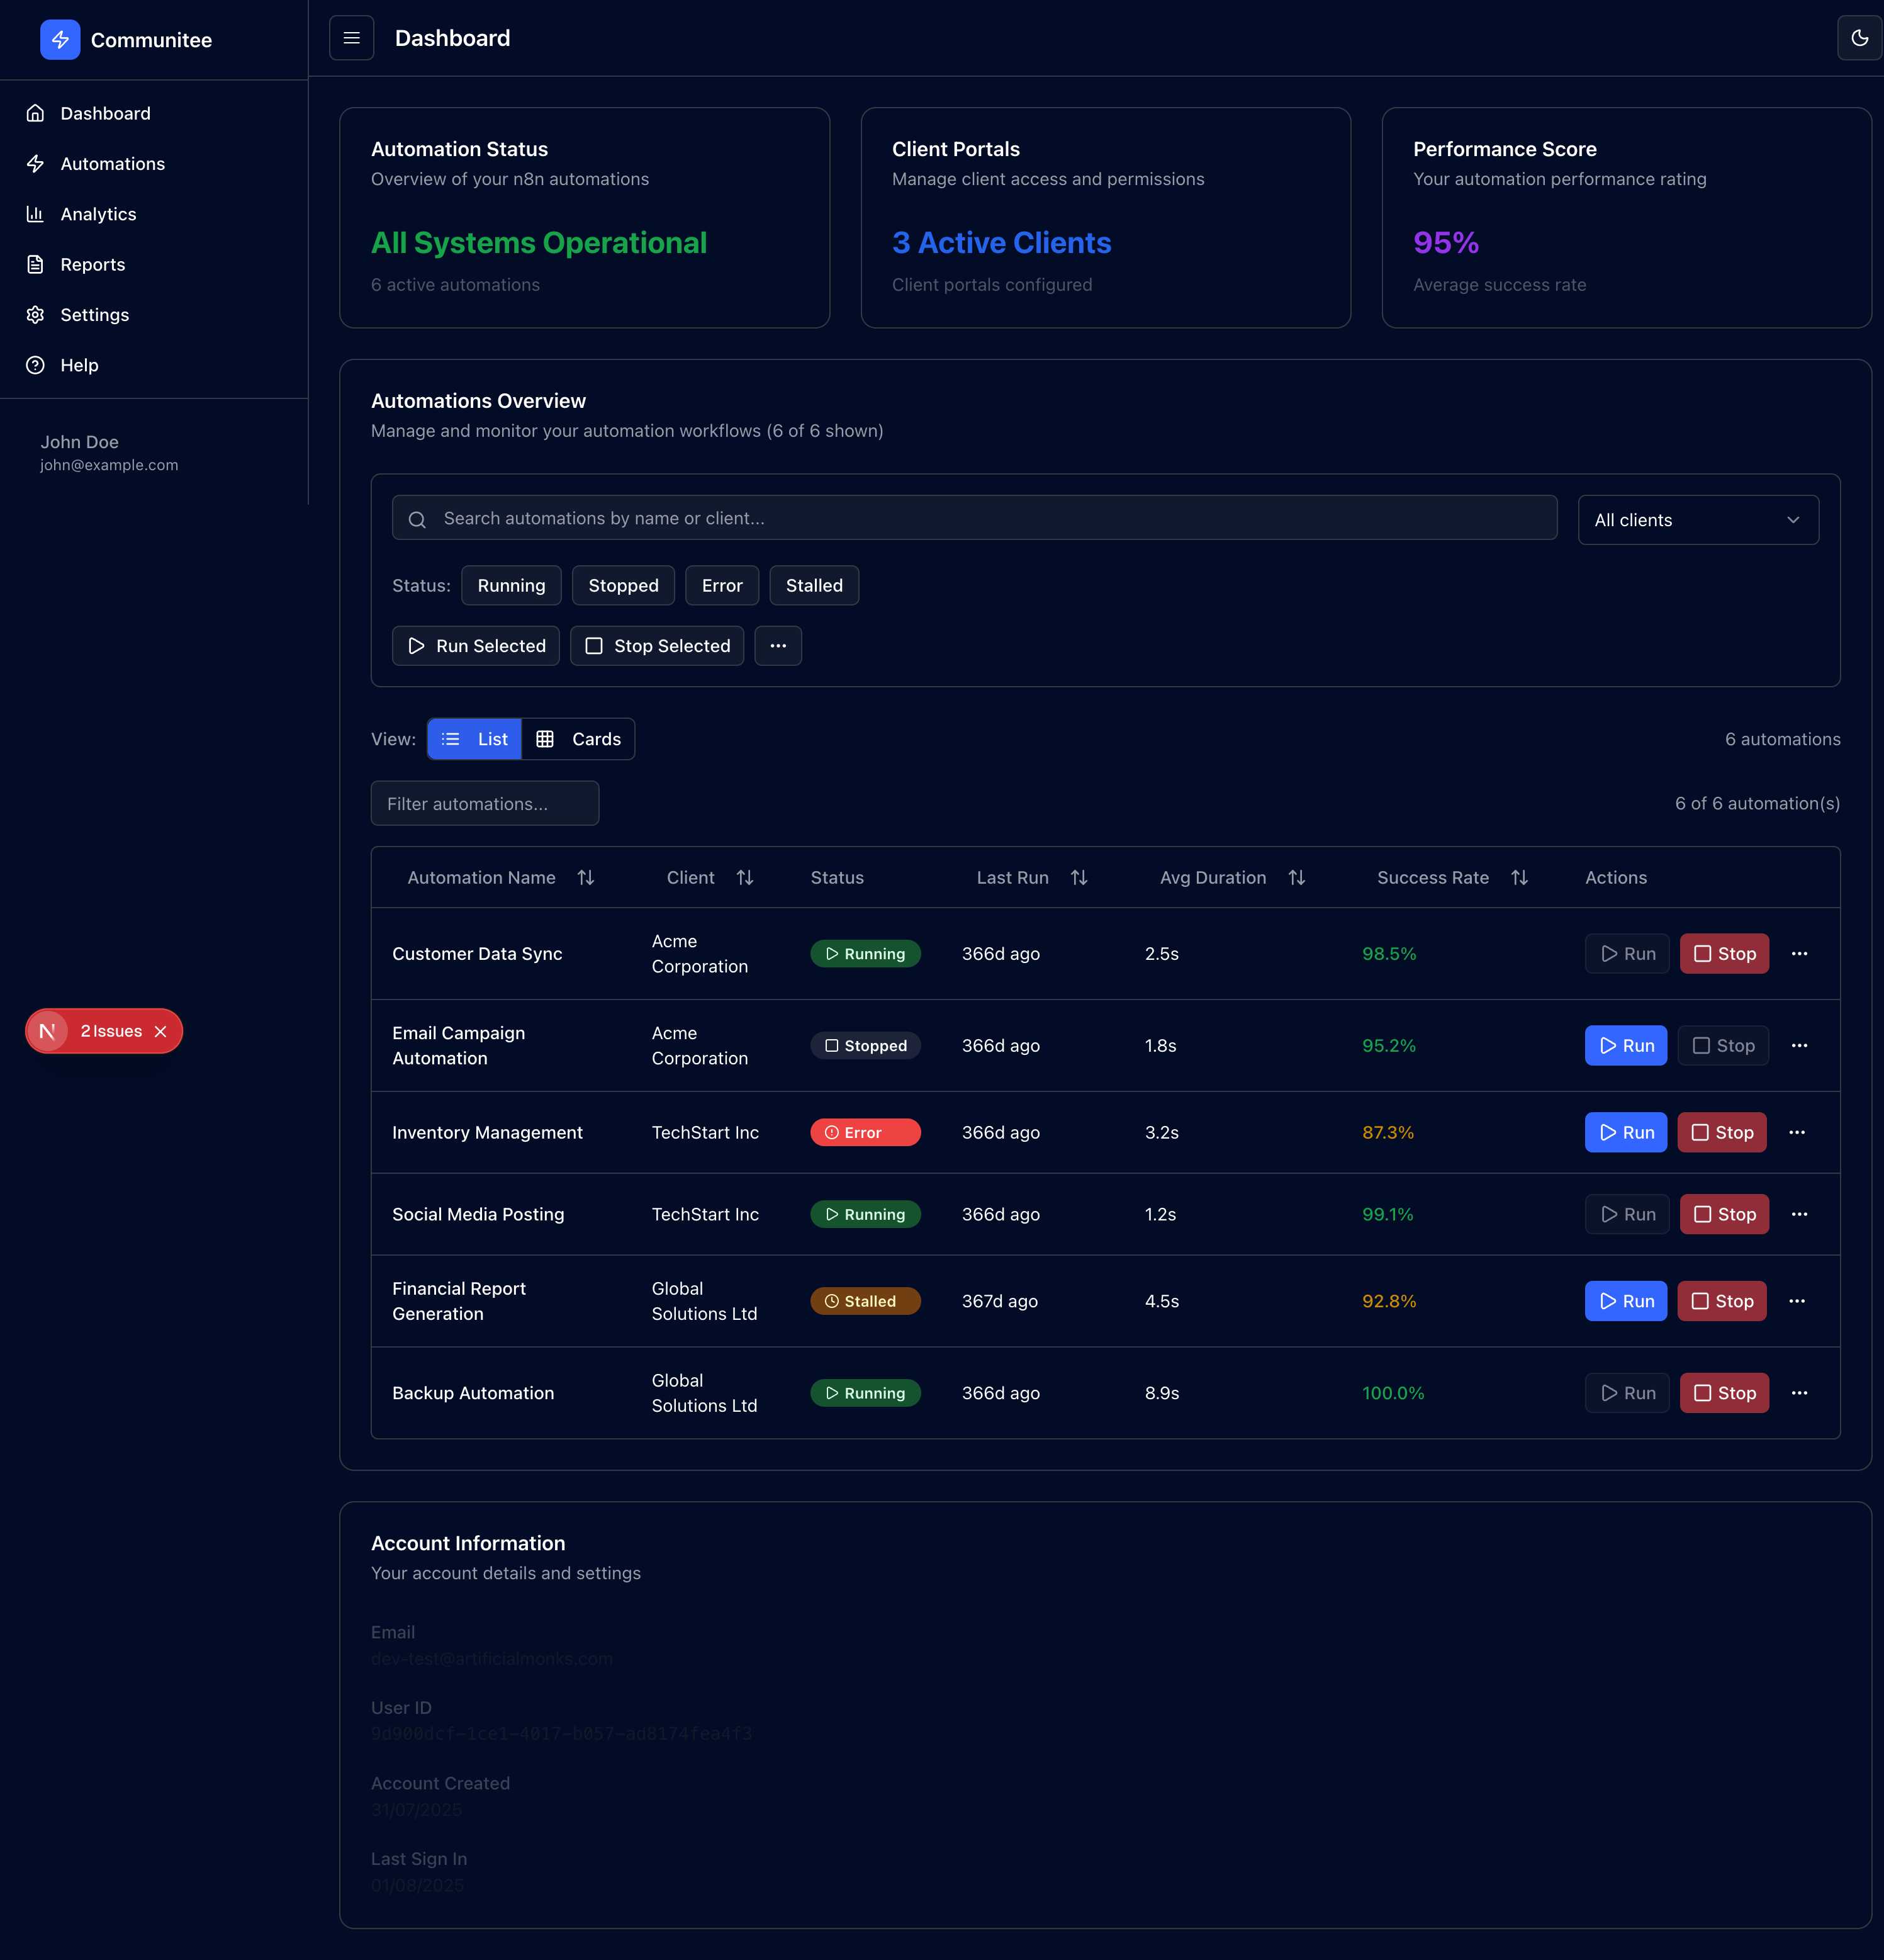 Communitee
Dashboard
Automations
Analytics
Reports
Settings
Help
John Doe
john@example.com
N 2 Issues
Dashboard
Automation Status
Overview of your n8n automations
All Systems Operational
6 active automations
Client Portals
Manage client access and permissions
3 Active Clients
Client portals configured
Performance Score
Your automation performance rating
95%
Average success rate
Automations Overview
Manage and monitor your automation workflows (6 of 6 shown)
Search automations by name or client...
All clients
Status: Running Stopped Error Stalled
Run Selected Stop Selected ...
View: List Cards
6 automations
Filter automations...
6 of 6 automation(s)
Automation Name Client Status Last Run Avg Duration Success Rate Actions
Customer Data Sync
Acme
Corporation
Running 366d ago 2.5s 98.5% Run Stop ...
Email Campaign
Automation
Acme
Corporation
Stopped 366d ago 1.8s 95.2% Run Stop ...
Inventory Management TechStart Inc Error 366d ago 3.2s 87.3% Run Stop ...
Social Media Posting TechStart Inc Running 366d ago 1.2s 99.1% Run Stop ...
Financial Report
Generation
Global
Solutions Ltd
Stalled 367d ago 4.5s 92.8% Run Stop ...
Backup Automation
Global
Solutions Ltd
Running 366d ago 8.9s 100.0% Run Stop ...
Account Information
Your account details and settings
Email
dev-test@artificialmonks.com
User ID
9d900dcf-1ce1-4017-b057-ad8174fea4f3
Account Created
31/07/2025
Last Sign In
01/08/2025